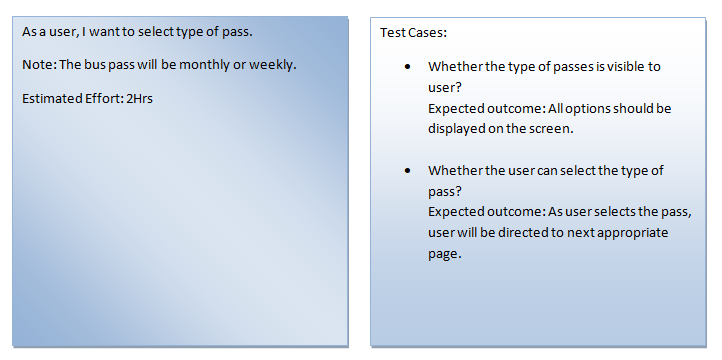 As a user, I want to select type of pass.
Note: The bus pass will be monthly or weekly.
Estimated Effort: 2Hrs
Test Cases:
• Whether the type of passes is visible to
user?
Expected outcome: All options should be
displayed on the screen.
• Whether the user can select the type of
pass?
Expected outcome: As user selects the pass,
user will be directed to next appropriate
page.